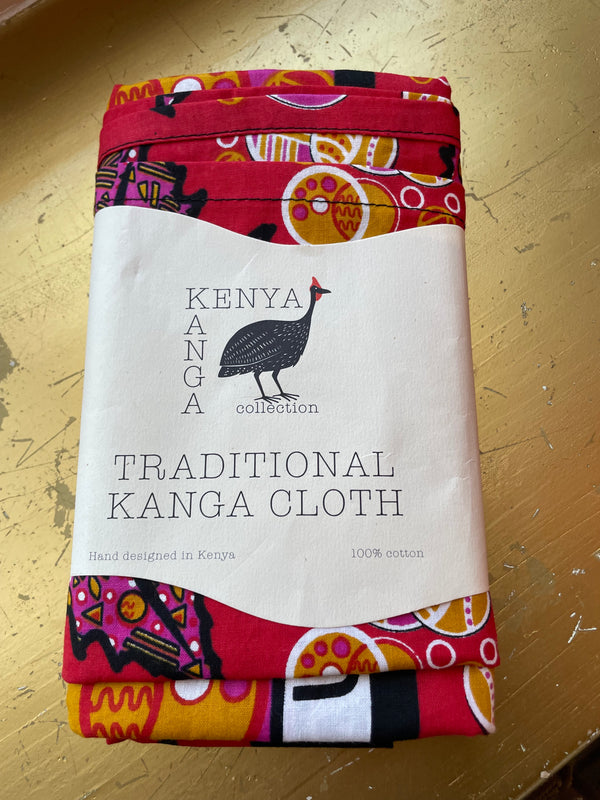 KENYA
KANGA
collection
TRADITIONAL
KANGA CLOTH
Hand designed in Kenya
100% cotton